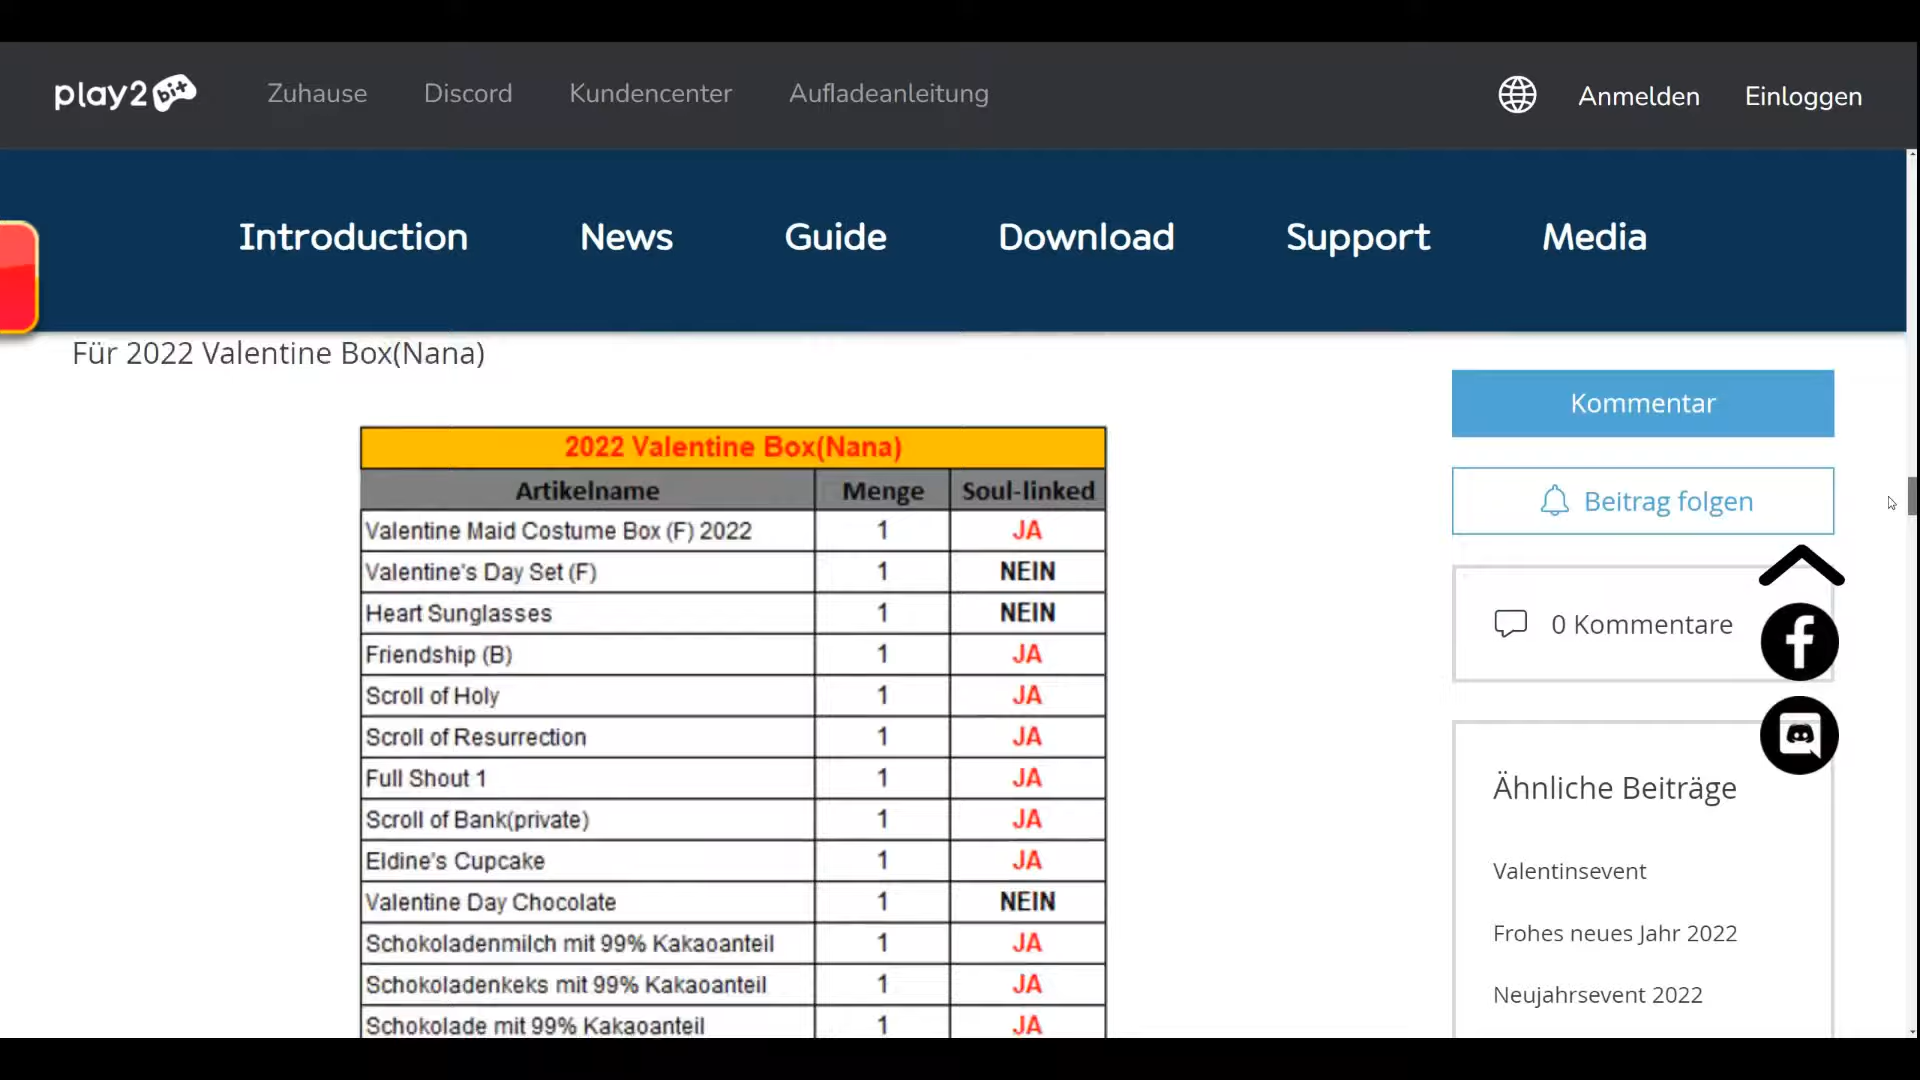 play2bit Zuhause Discord Kundencenter Aufladeanleitung Anmelden Einloggen
Introduction News Guide Download Support Media
Für 2022 Valentine Box(Nana)
2022 Valentine Box(Nana)
Artikelname Menge Soul-linked
Valentine Maid Costume Box (F) 2022 1 JA
Valentine's Day Set (F) 1 NEIN
Heart Sunglasses 1 NEIN
Friendship (B) 1 JA
Scroll of Holy 1 JA
Scroll of Resurrection 1 JA
Full Shout 1 1 JA
Scroll of Bank(private) 1 JA
Eldine's Cupcake 1 JA
Valentine Day Chocolate 1 NEIN
Schokoladenmilch mit 99% Kakaoanteil 1 JA
Schokoladenkeks mit 99% Kakaoanteil 1 JA
Schokolade mit 99% Kakaoanteil 1 JA
Kommentar
Beitrag folgen
0 Kommentare
Ähnliche Beiträge
Valentinsevent
Frohes neues Jahr 2022
Neujahrsevent 2022